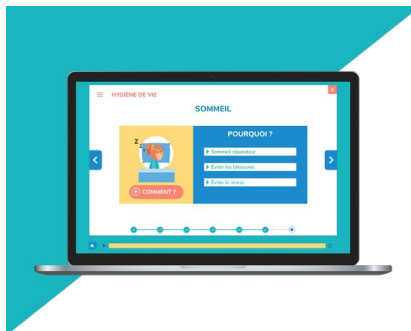 HYGIÈNE DE VIE
SOMMEIL
Z
POURQUOI ?
Sommeil réparateur
Éviter les blessures
Éviter le stress
COMMENT ?